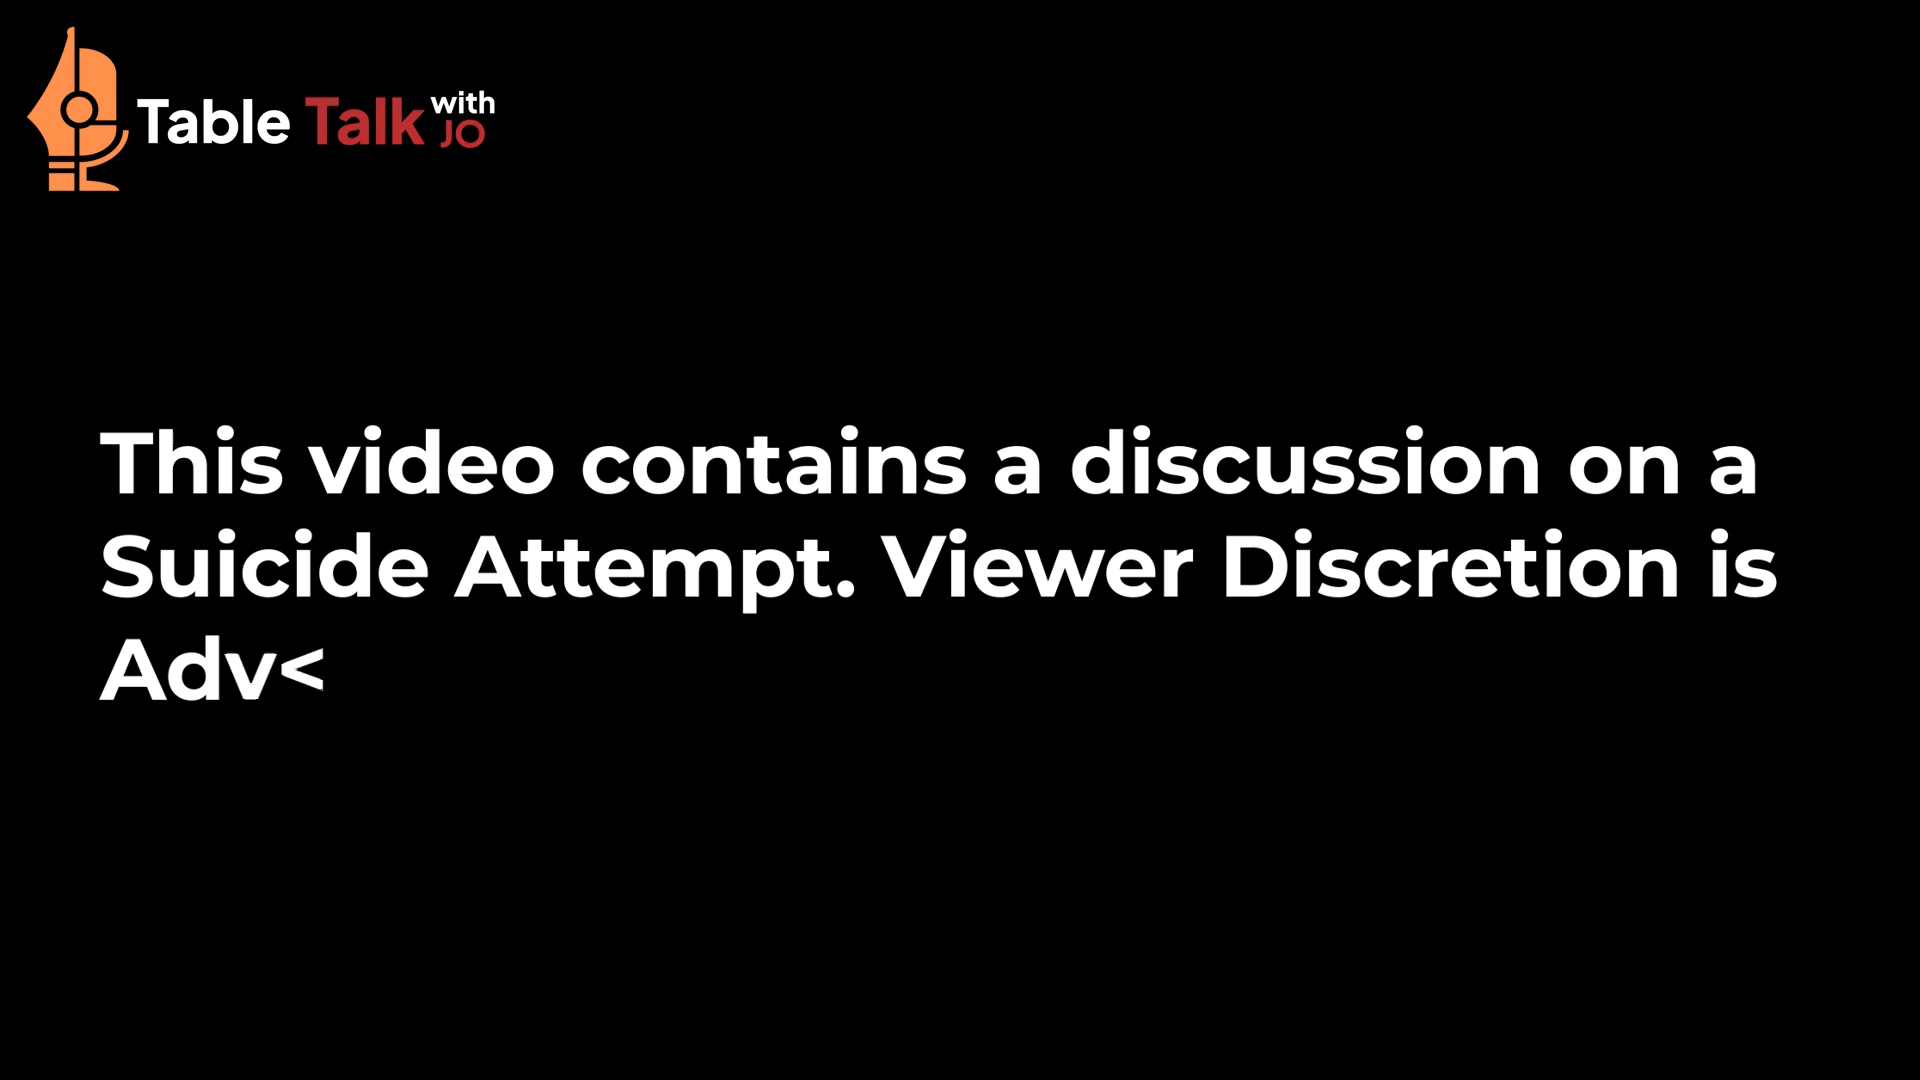 Table Talk with JO
This video contains a discussion on a
Suicide Attempt. Viewer Discretion is
Adv<